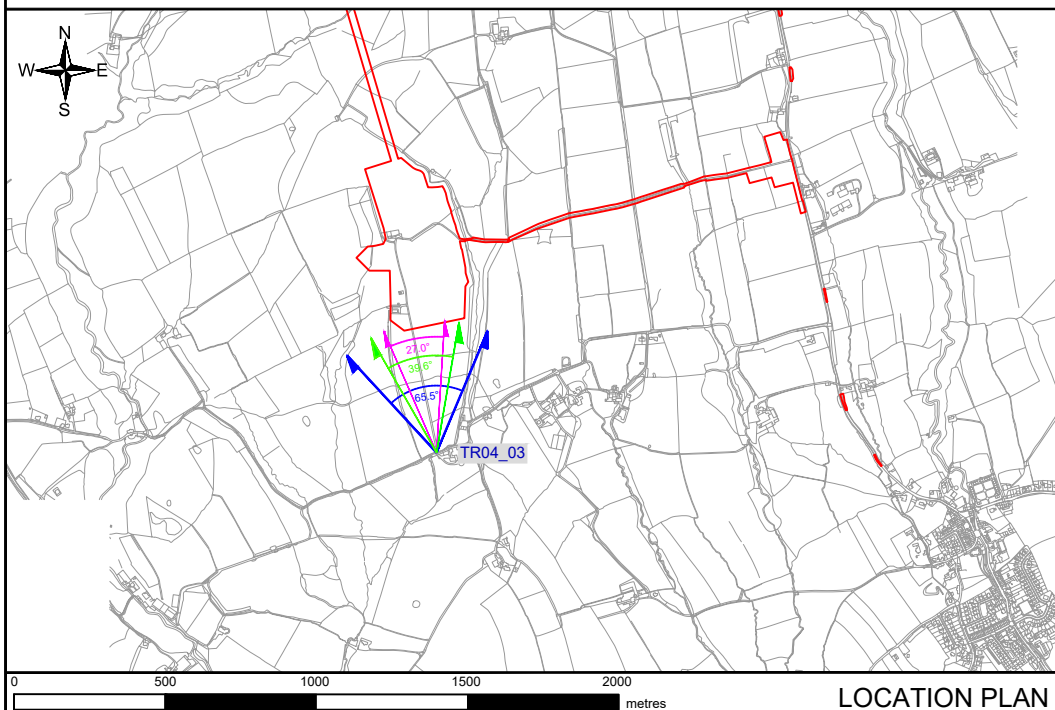 N
W E
S
27.0°
39.6°
65.5°
TR04_03
0 500 1000 1500 2000
metres
LOCATION PLAN